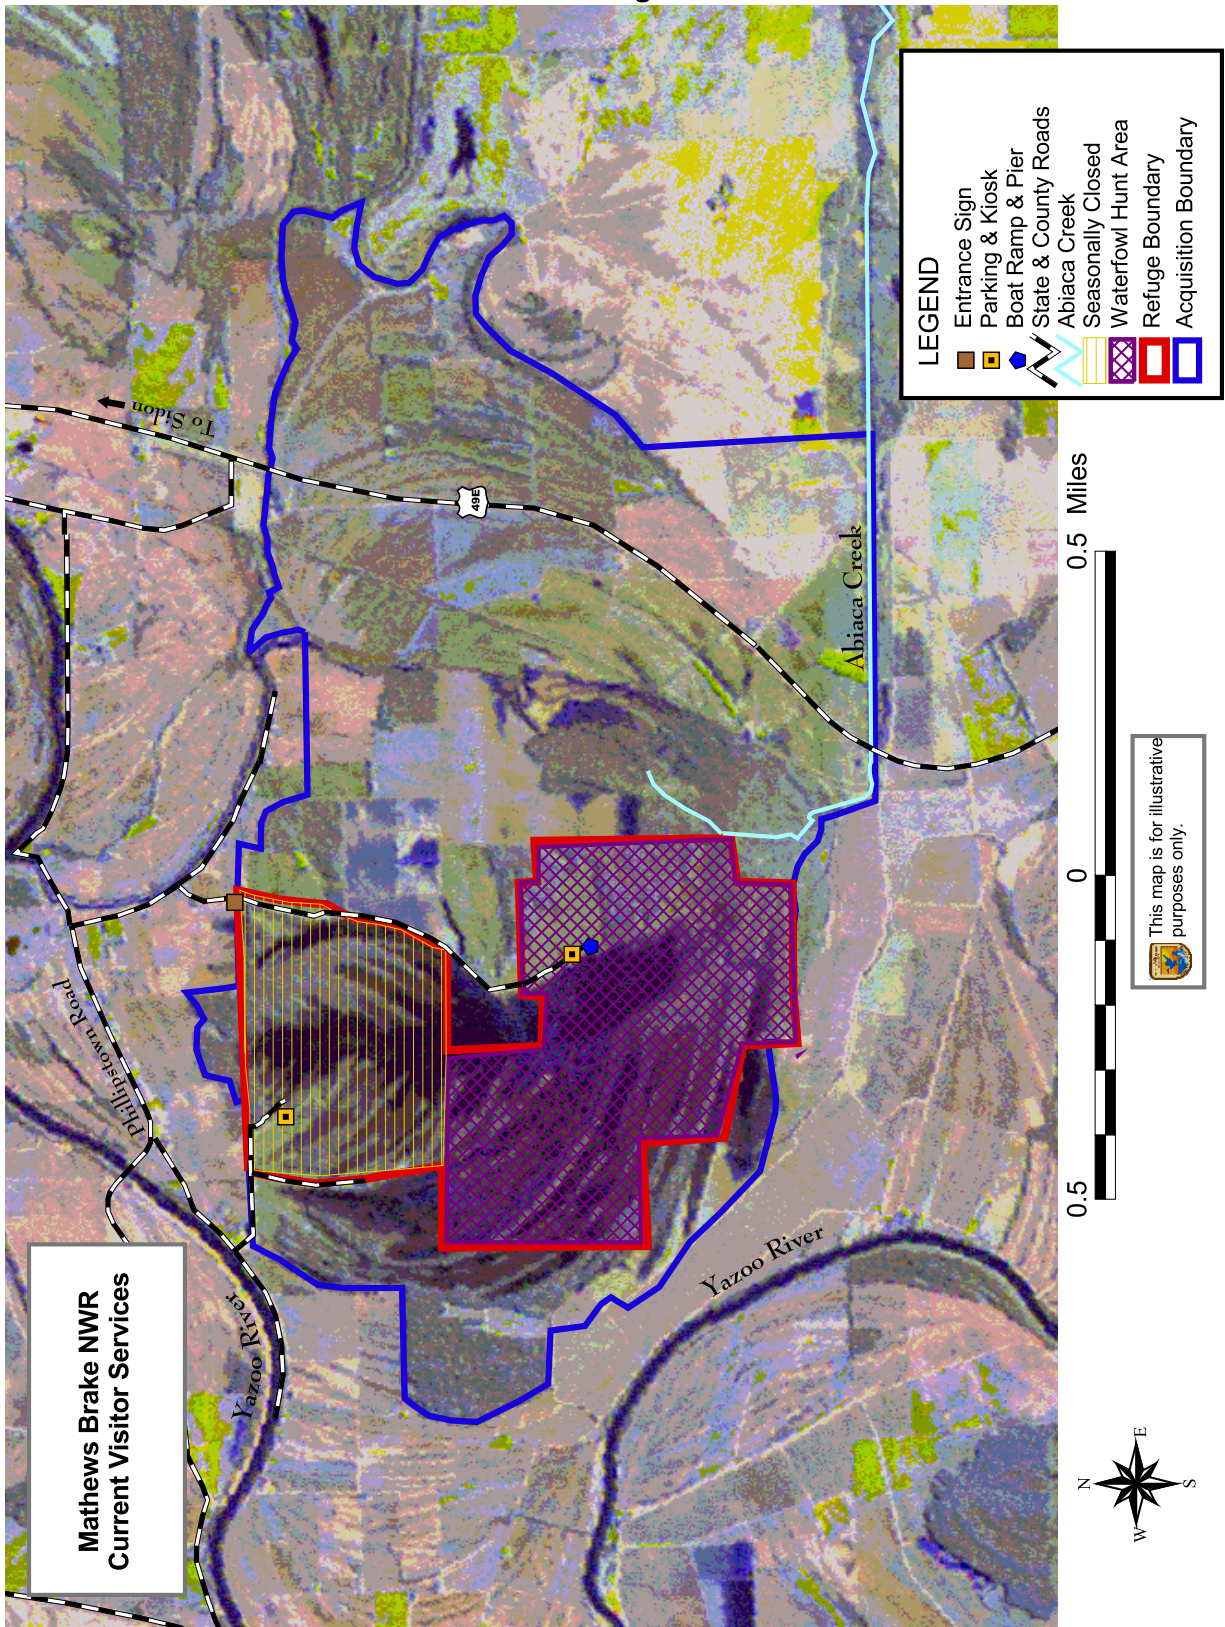 Mathews Brake NWR
Current Visitor Services
To Sidon
49E
Phillipstown Road
Yazoo River
Yazoo River
Abiaca Creek
LEGEND
Entrance Sign
Parking & Kiosk
Boat Ramp & Pier
State & County Roads
Abiaca Creek
Seasonally Closed
Waterfowl Hunt Area
Refuge Boundary
Acquisition Boundary
0.5 0 0.5 Miles
This map is for illustrative
purposes only.
N
W E
S